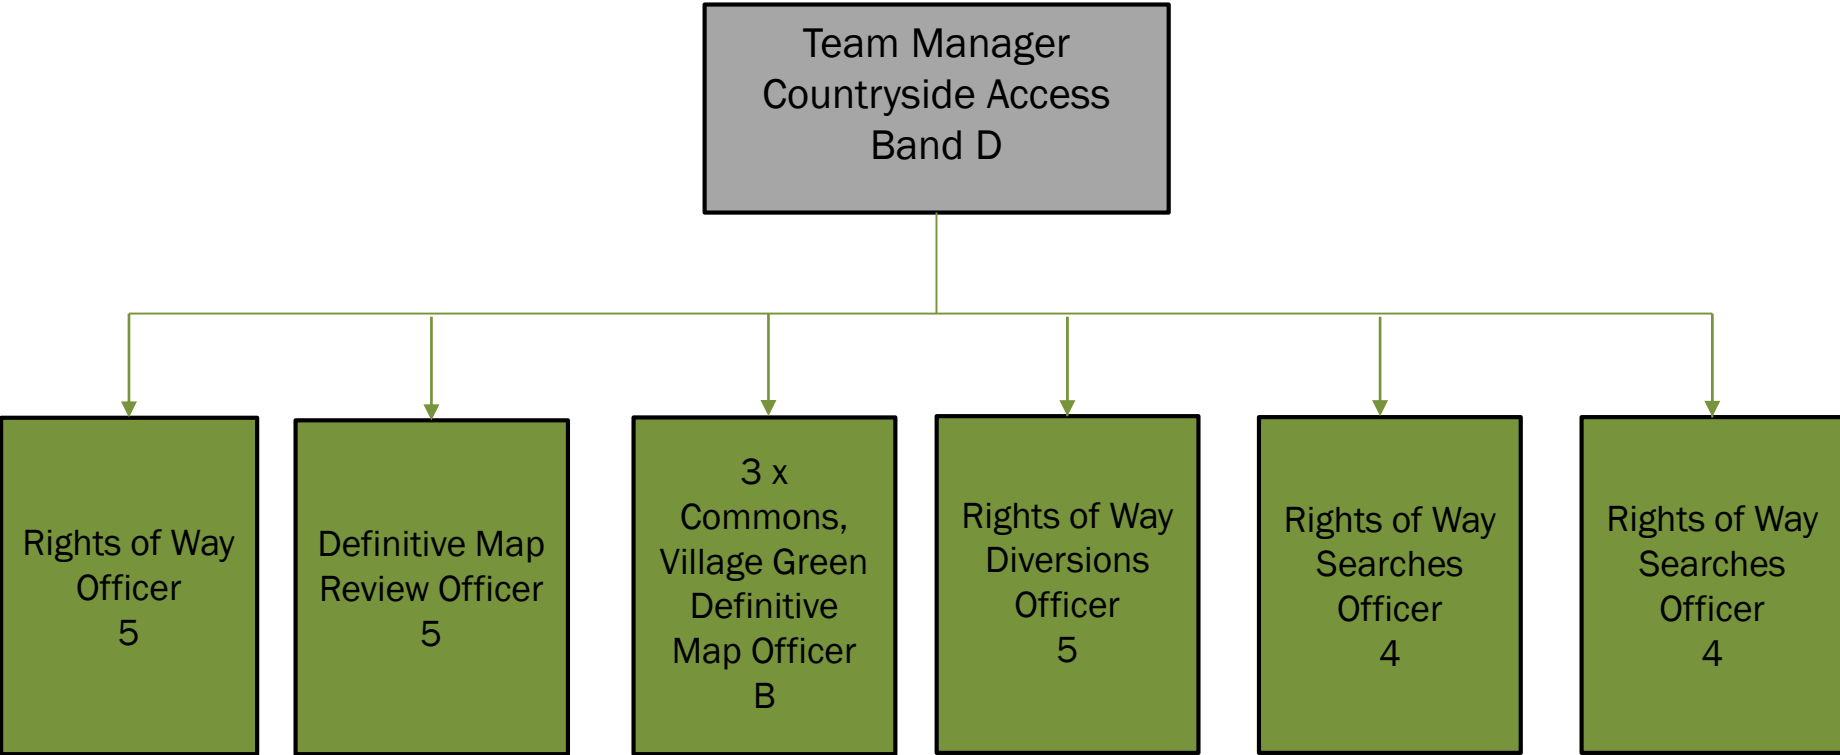 Team Manager
Countryside Access
Band D
Rights of Way
Officer
5
Definitive Map
Review Officer
5
3 x
Commons,
Village Green
Definitive
Map Officer
B
Rights of Way
Diversions
Officer
5
Rights of Way
Searches
Officer
4
Rights of Way
Searches
Officer
4